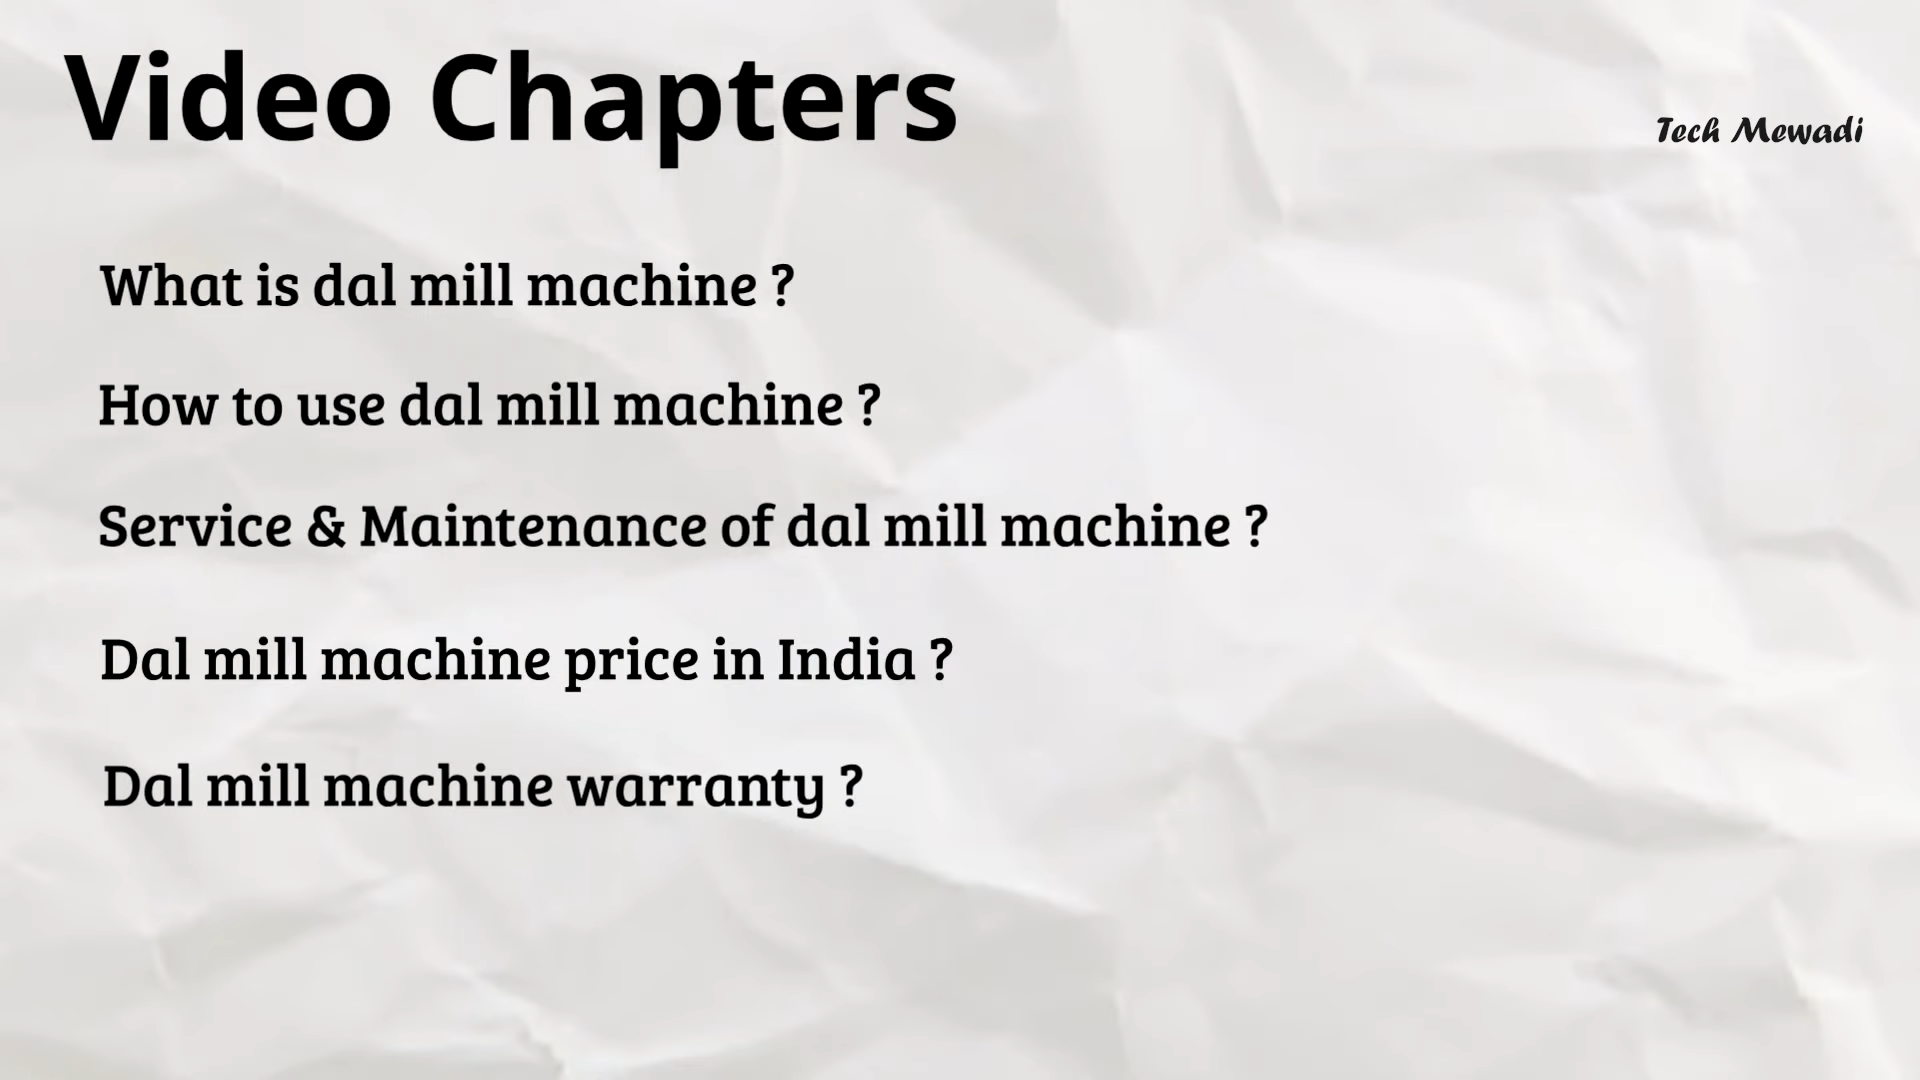 Video Chapters
Tech Mewadi
What is dal mill machine ?
How to use dal mill machine ?
Service & Maintenance of dal mill machine ?
Dal mill machine price in India ?
Dal mill machine warranty ?